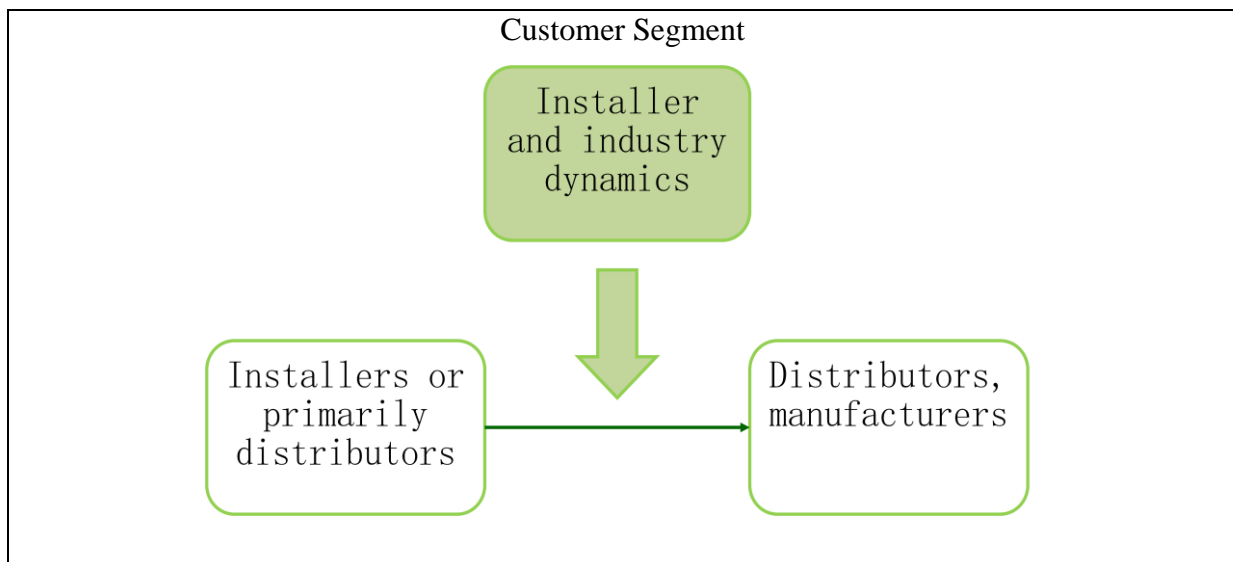 Customer Segment
Installer
and industry
dynamics
Installers or
primarily
distributors
Distributors,
manufacturers